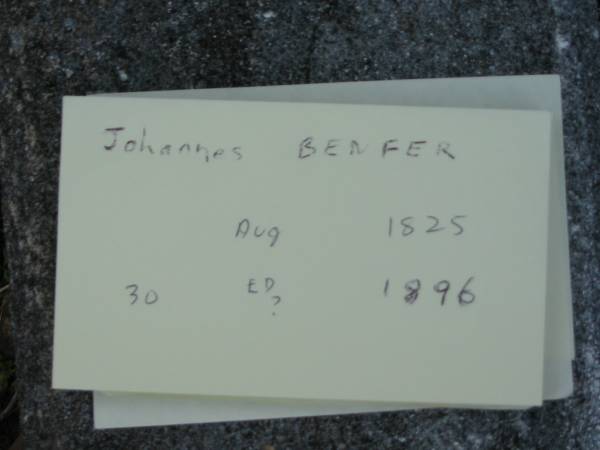 Johannes BENFER
Aug 1825
30 ED ? 1896